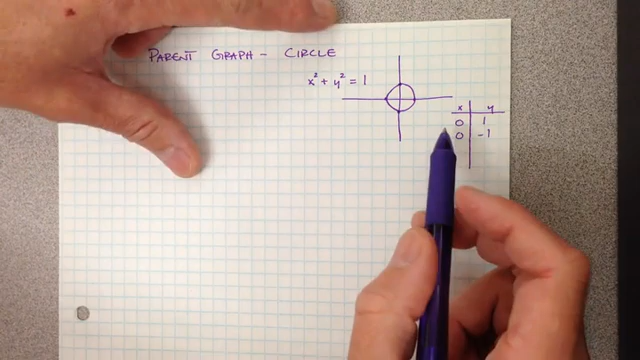 PARENT GRAPH - CIRCLE
x² + y² = 1
x y
0 1
0 -1